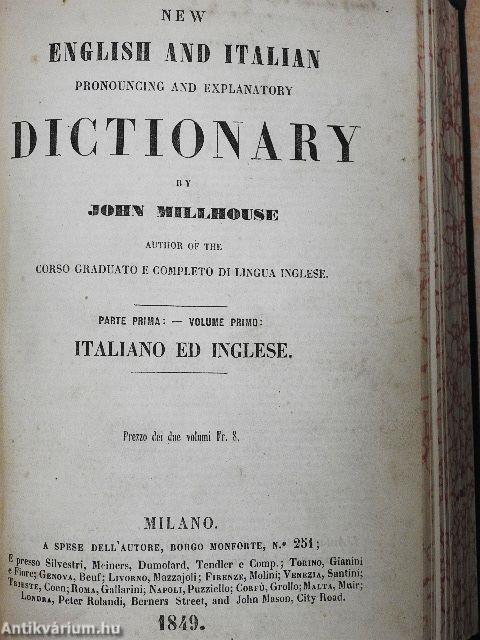 NEW
ENGLISH AND ITALIAN
PRONOUNCING AND EXPLANATORY
DICTIONARY
BY
JOHN MILLHOUSE
AUTHOR OF THE
CORSO GRADUATO E COMPLETO DI LINGUA INGLESE.
PARTE PRIMA: — VOLUME PRIMO:
ITALIANO ED INGLESE.
Prezzo dei due volumi Fr. 8.
MILANO.
A SPESE DELL'AUTORE, BORGO MONFORTE, N.º 251;
E presso Silvestri, Meiners, Dumolard, Tendler e Comp.; TORINO, Gianini
e Fiore; GENOVA, Beuf; LIVORNO, Mazzajoli; FIRENZE, Molini; VENEZIA, Santini;
TRIESTE, Coen; ROMA, Gallarini; NAPOLI, Puzziello; CORFÙ, Grollo; MALTA, Muir;
LONDRA, Peter Rolandi, Berners Street, and John Mason, City Road.
1849.
Antikvárium.hu